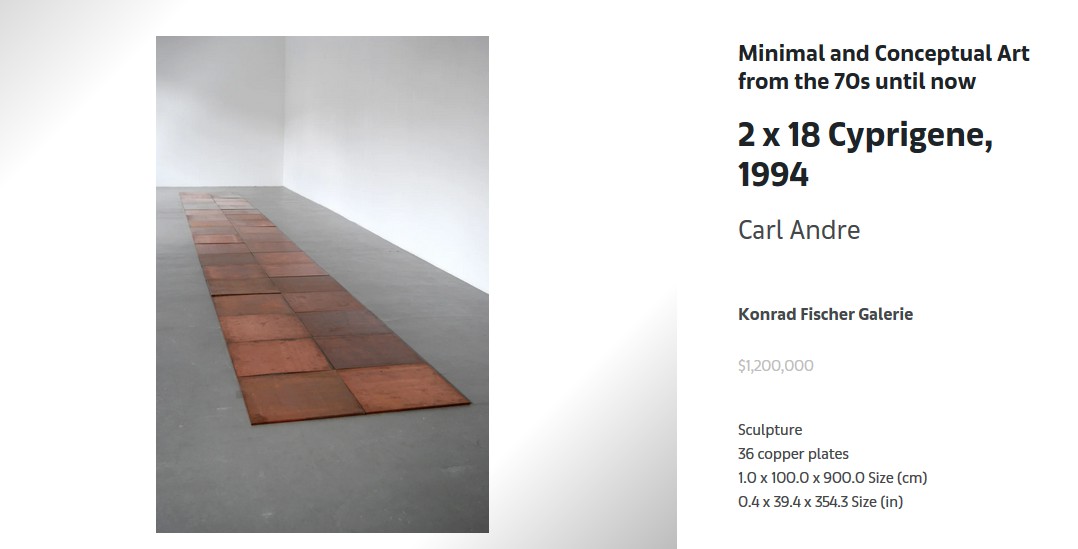 Minimal and Conceptual Art
from the 70s until now
2 x 18 Cyprigene,
1994
Carl Andre
Konrad Fischer Galerie
$1,200,000
Sculpture
36 copper plates
1.0 x 100.0 x 900.0 Size (cm)
0.4 x 39.4 x 354.3 Size (in)